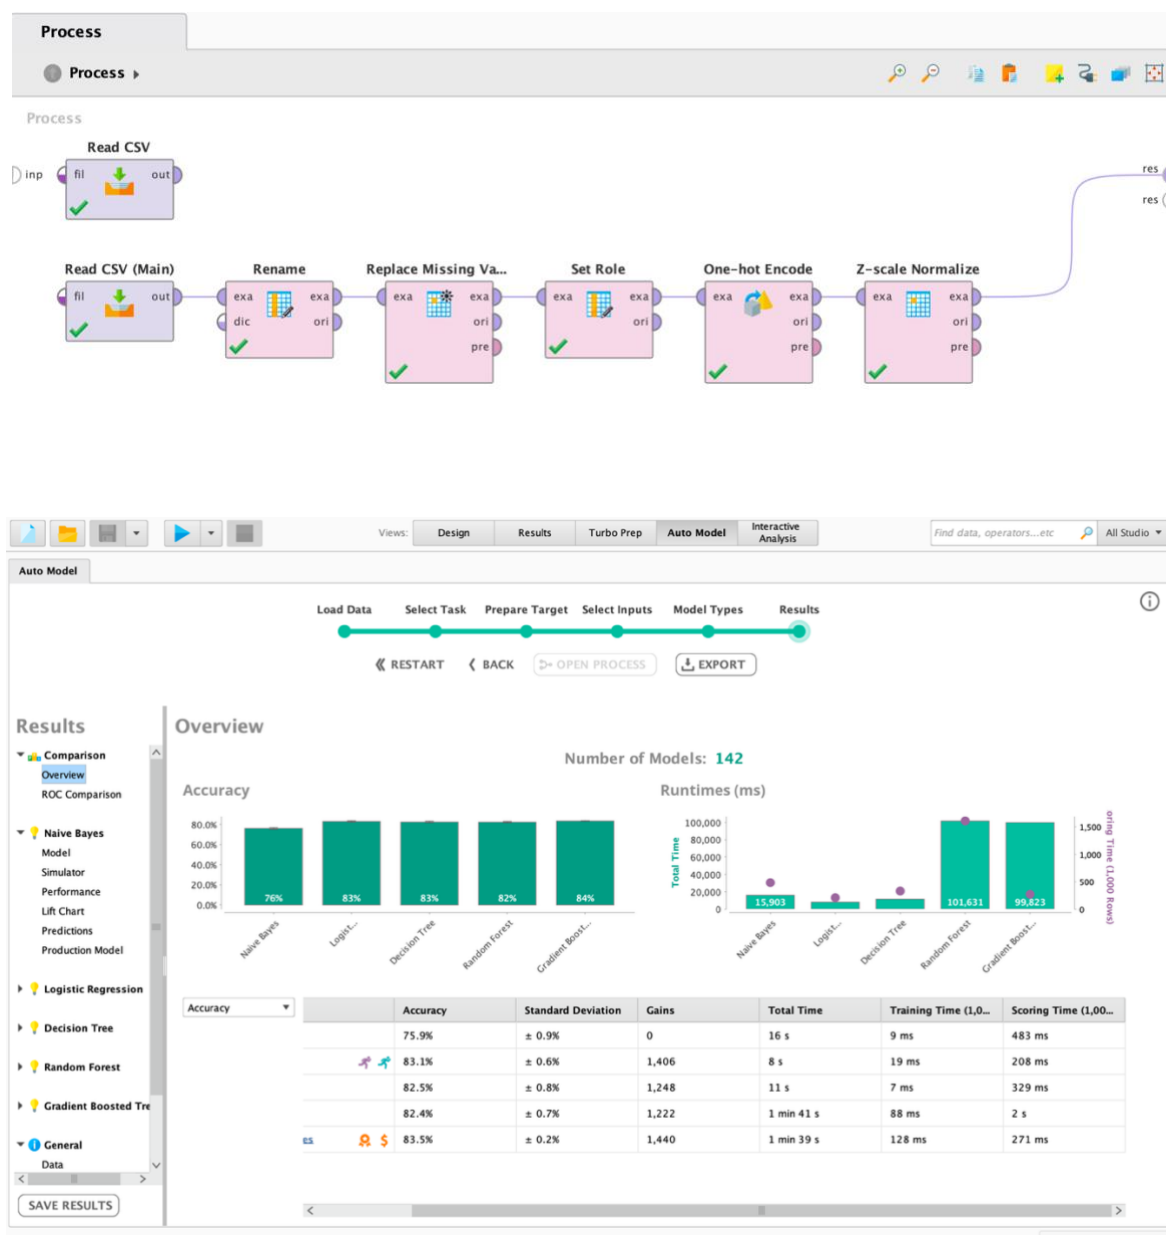 Process
Process
Process
Read CSV
inp
fil
out
res
res
Read CSV (Main)
Rename
Replace Missing Va...
Set Role
One-hot Encode
Z-scale Normalize
fil
out
exa
exa
exa
exa
exa
exa
exa
exa
exa
exa
dic
ori
ori
ori
ori
ori
pre
pre
pre
Views:
Design
Results
Turbo Prep
Auto Model
Interactive
Analysis
Find data, operators...etc
All Studio
Auto Model
Load Data
Select Task
Prepare Target
Select Inputs
Model Types
Results
RESTART
BACK
OPEN PROCESS
EXPORT
Results
Comparison
Overview
ROC Comparison
Naive Bayes
Model
Simulator
Performance
Lift Chart
Predictions
Production Model
Logistic Regression
Decision Tree
Random Forest
Gradient Boosted Tre
General
Data
SAVE RESULTS
Overview
Number of Models: 142
Accuracy
80.0%
60.0%
40.0%
20.0%
0.0%
76%
83%
83%
82%
84%
Naive Bayes
Logist...
Decision Tree
Random Forest
Gradient Boost...
Runtimes (ms)
Total Time
100,000
80,000
60,000
40,000
20,000
0
15,903
101,631
99,823
1,500
1,000
500
0
oring Time (1,000 Rows)
Naive Bayes
Logist...
Decision Tree
Random Forest
Gradient Boost...
Accuracy
Accuracy Standard Deviation Gains Total Time Training Time (1,0... Scoring Time (1,00...
75.9% ± 0.9% 0 16 s 9 ms 483 ms
83.1% ± 0.6% 1,406 8 s 19 ms 208 ms
82.5% ± 0.8% 1,248 11 s 7 ms 329 ms
82.4% ± 0.7% 1,222 1 min 41 s 88 ms 2 s
es 83.5% ± 0.2% 1,440 1 min 39 s 128 ms 271 ms